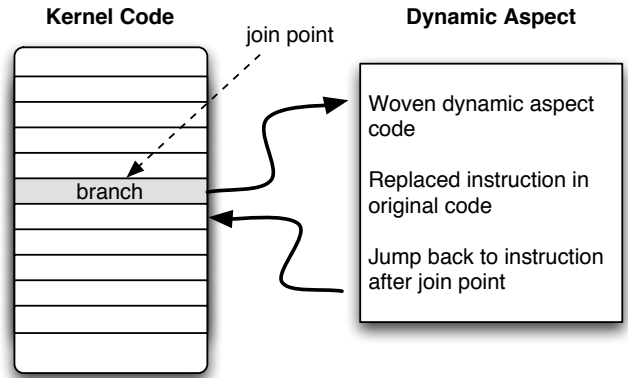 Kernel Code
join point
Dynamic Aspect
branch
Woven dynamic aspect
code
Replaced instruction in
original code
Jump back to instruction
after join point